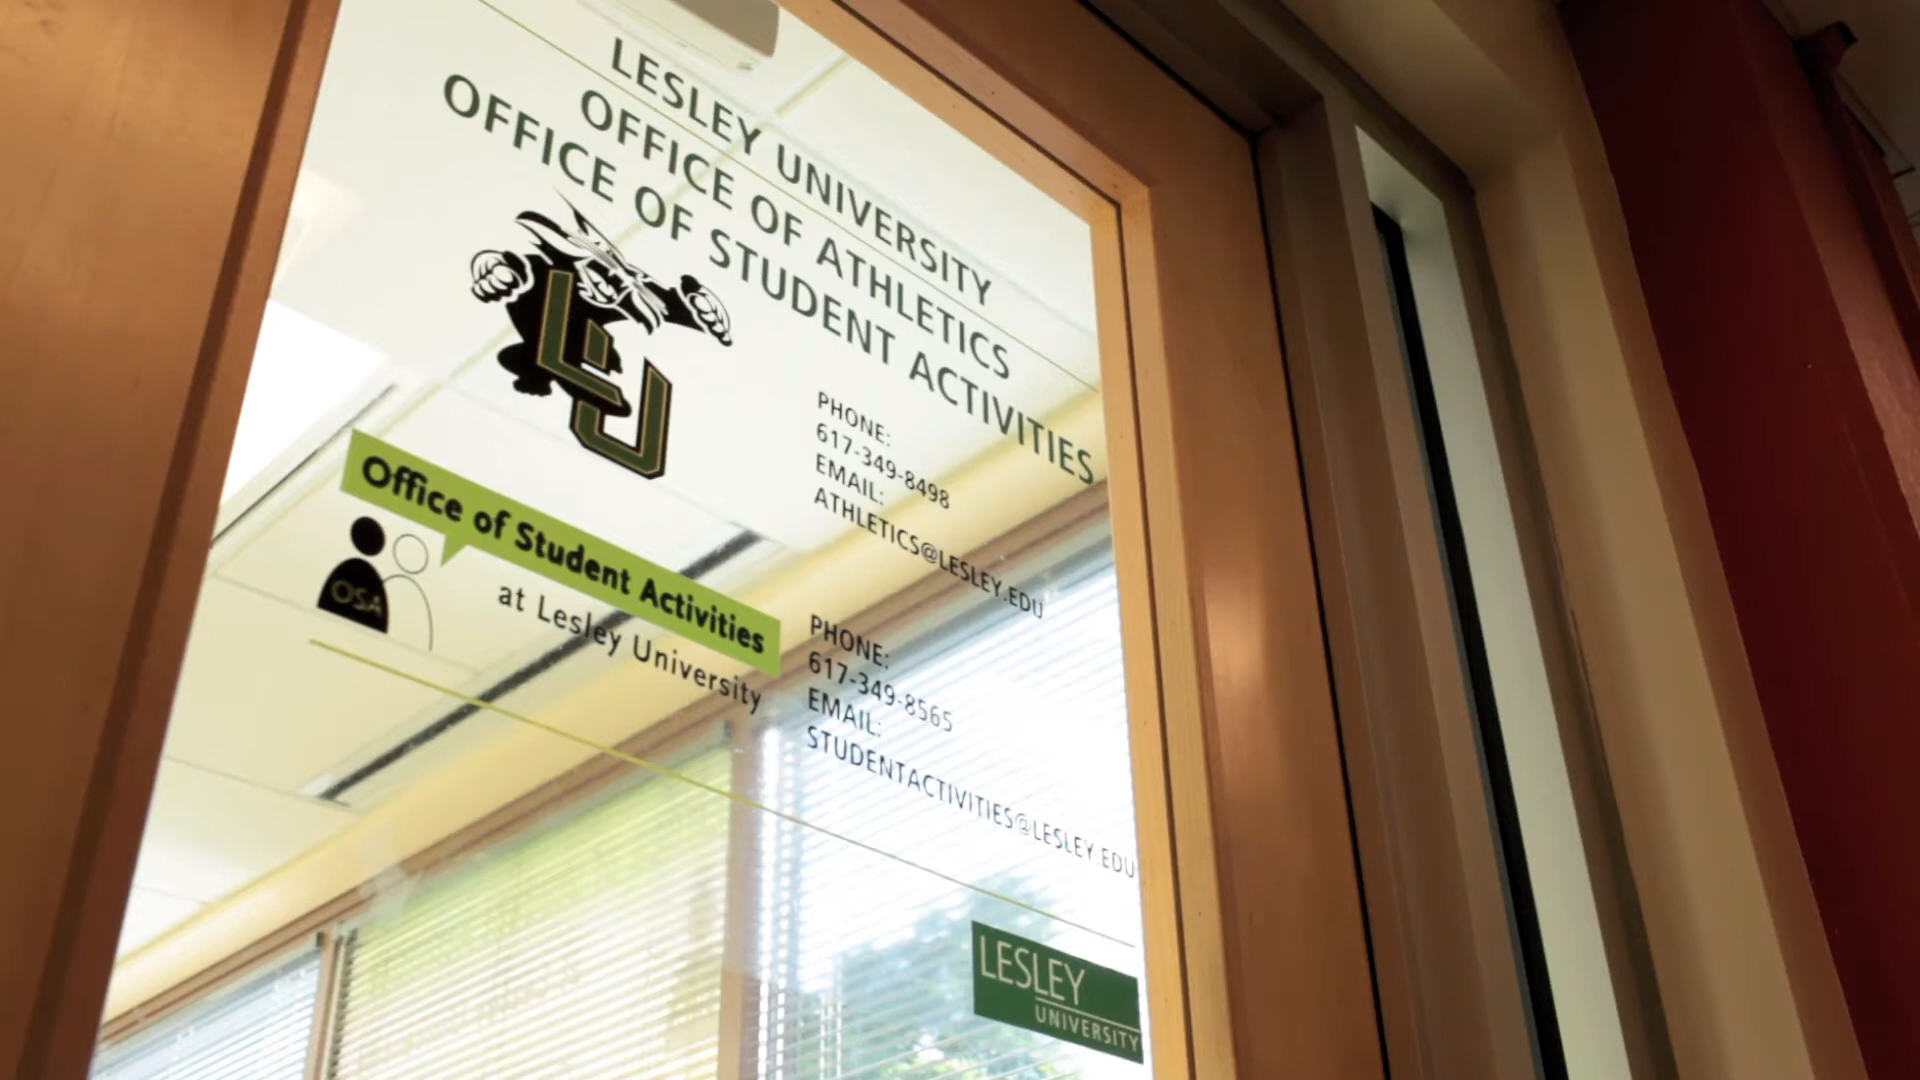 LESLEY UNIVERSITY
OFFICE OF ATHLETICS
OFFICE OF STUDENT ACTIVITIES
LU
PHONE:
617-349-8498
EMAIL:
ATHLETICS@LESLEY.EDU
Office of Student Activities
at Lesley University
OSA
PHONE:
617-349-8565
EMAIL:
STUDENTACTIVITIES@LESLEY.EDU
LESLEY
UNIVERSITY